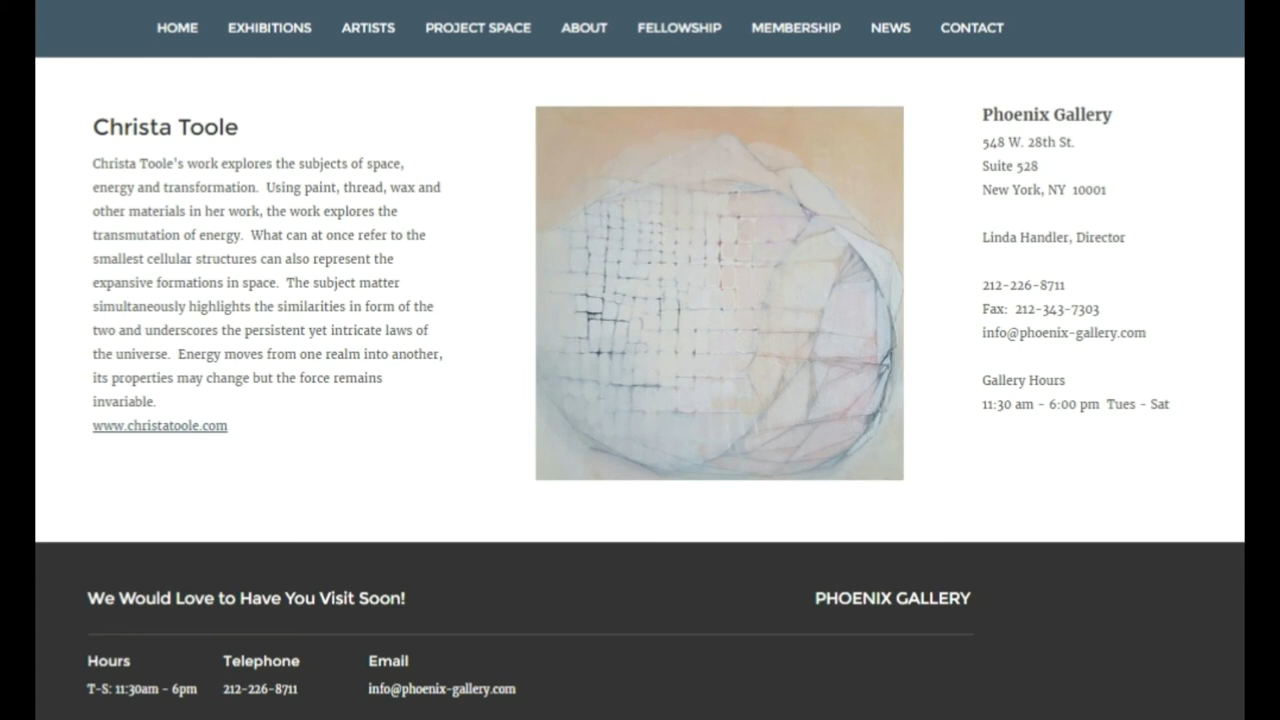 HOME EXHIBITIONS ARTISTS PROJECT SPACE ABOUT FELLOWSHIP MEMBERSHIP NEWS CONTACT
Christa Toole
Christa Toole's work explores the subjects of space,
energy and transformation. Using paint, thread, wax and
other materials in her work, the work explores the
transmutation of energy. What can at once refer to the
smallest cellular structures can also represent the
expansive formations in space. The subject matter
simultaneously highlights the similarities in form of the
two and underscores the persistent yet intricate laws of
the universe. Energy moves from one realm into another,
its properties may change but the force remains
invariable.
www.christatoole.com
Phoenix Gallery
548 W. 28th St.
Suite 528
New York, NY 10001
Linda Handler, Director
212-226-8711
Fax: 212-343-7303
info@phoenix-gallery.com
Gallery Hours
11:30 am - 6:00 pm Tues - Sat
We Would Love to Have You Visit Soon!
PHOENIX GALLERY
Hours Telephone Email
T-S: 11:30am - 6pm 212-226-8711 info@phoenix-gallery.com